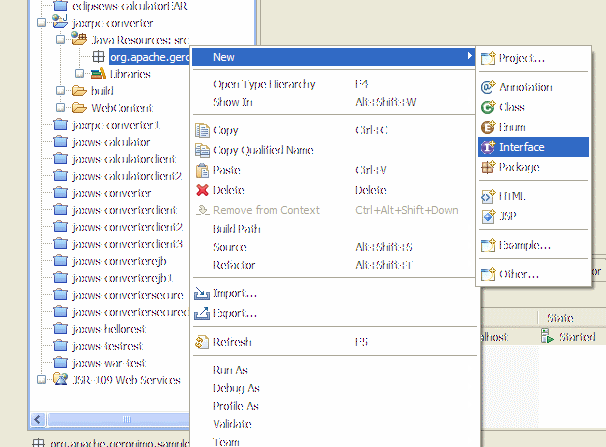 edipsews-calculatorEAR
jaxrpc-converter
Java Resources: src
org.apache.gero
Libraries
build
WebContent
jaxrpc-converter1
jaxws-calculator
jaxws-calculatorclient
jaxws-calculatorclient2
jaxws-converter
jaxws-converterclient
jaxws-converterclient2
jaxws-converterclient3
jaxws-converterejb
jaxws-converterejb1
jaxws-convertersecure
jaxws-convertersecurec
jaxws-hellorest
jaxws-testrest
jaxws-war-test
JSR-109 Web Services
org.apache.geronimo.sample
New
Open Type Hierarchy F4
Show In Alt+Shift+W
Copy Ctrl+C
Copy Qualified Name
Paste Ctrl+V
Delete Delete
Remove from Context Ctrl+Alt+Shift+Down
Build Path
Source Alt+Shift+S
Refactor Alt+Shift+T
Import...
Export...
Refresh F5
Run As
Debug As
Profile As
Validate
Team
Project...
Annotation
Class
Enum
Interface
Package
HTML
JSP
Example...
Other...
or
State
alhost Started